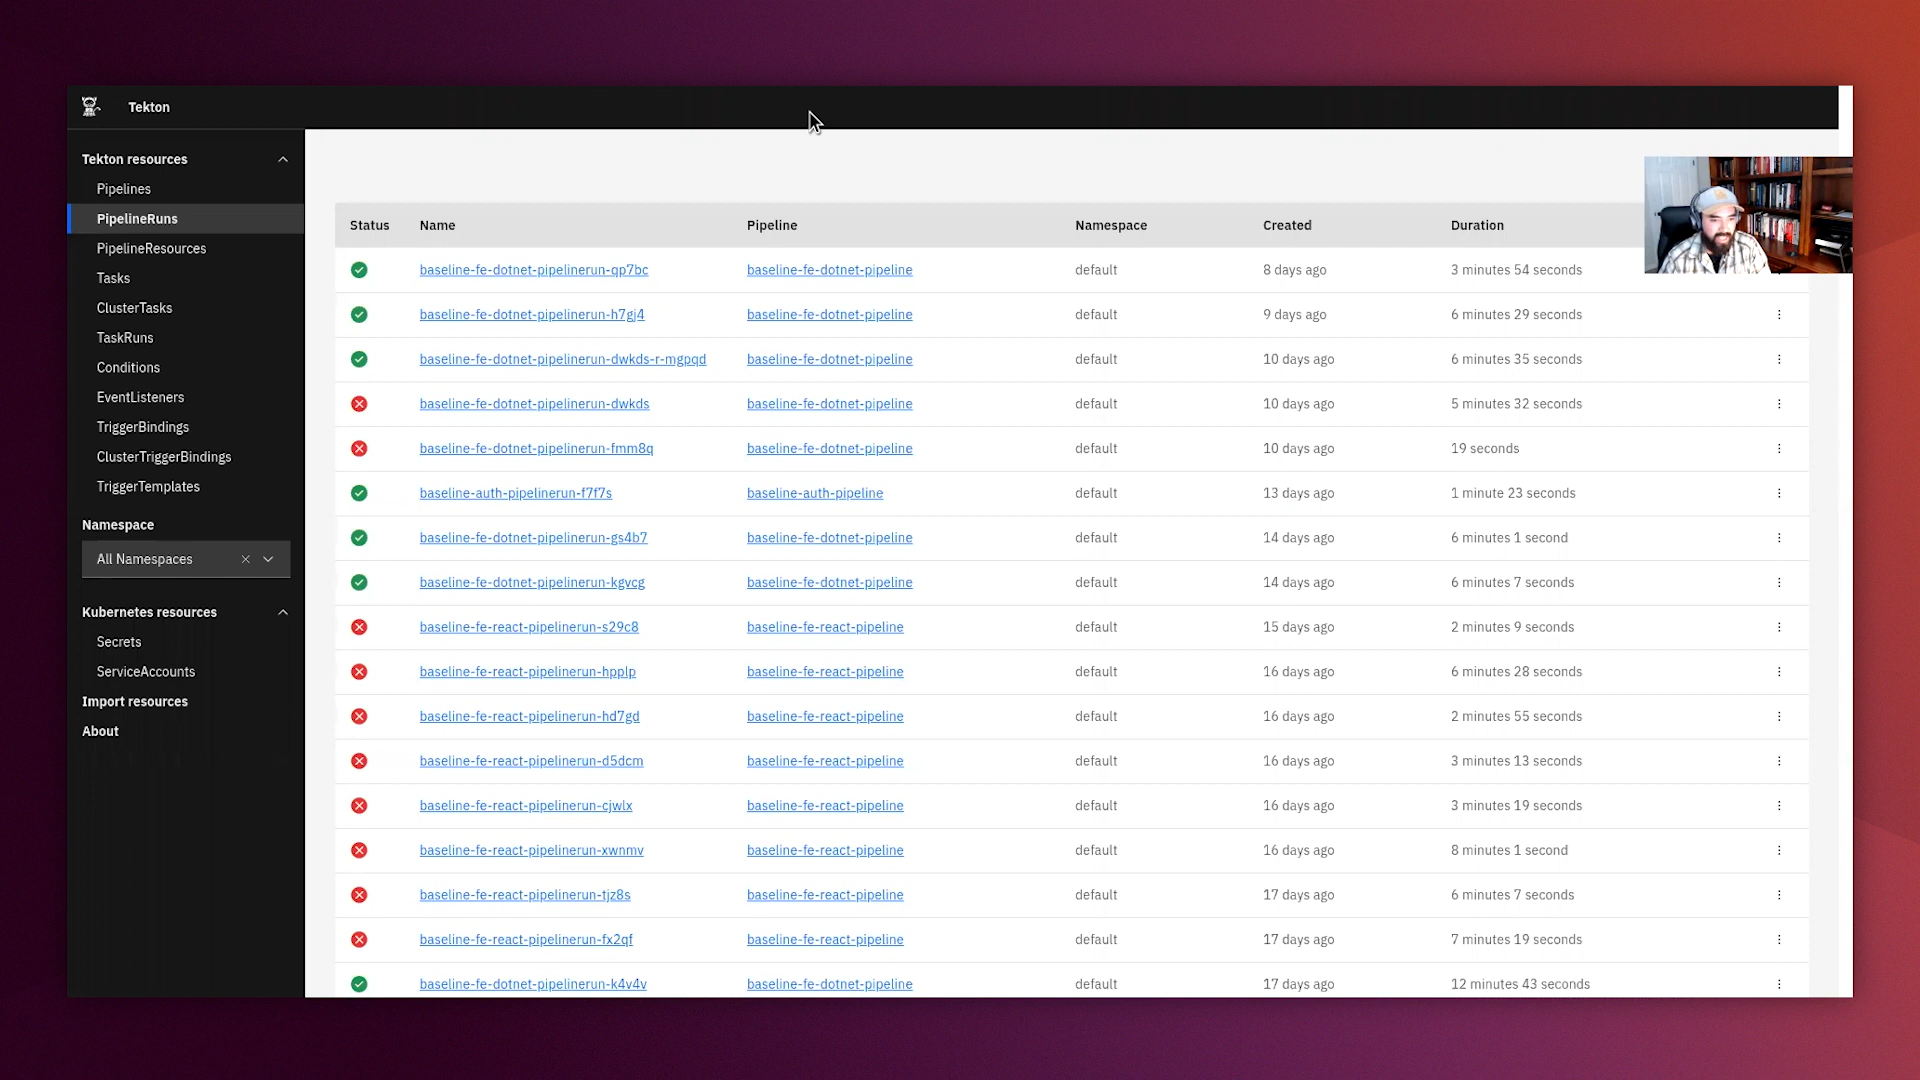 Tekton
Tekton resources
Pipelines
PipelineRuns
PipelineResources
Tasks
ClusterTasks
TaskRuns
Conditions
EventListeners
TriggerBindings
ClusterTriggerBindings
TriggerTemplates
Namespace
All Namespaces
Kubernetes resources
Secrets
ServiceAccounts
Import resources
About
Status Name Pipeline Namespace Created Duration
baseline-fe-dotnet-pipelinerun-qp7bc baseline-fe-dotnet-pipeline default 8 days ago 3 minutes 54 seconds
baseline-fe-dotnet-pipelinerun-h7gj4 baseline-fe-dotnet-pipeline default 9 days ago 6 minutes 29 seconds
baseline-fe-dotnet-pipelinerun-dwkds-r-mgpqd baseline-fe-dotnet-pipeline default 10 days ago 6 minutes 35 seconds
baseline-fe-dotnet-pipelinerun-dwkds baseline-fe-dotnet-pipeline default 10 days ago 5 minutes 32 seconds
baseline-fe-dotnet-pipelinerun-fmm8q baseline-fe-dotnet-pipeline default 10 days ago 19 seconds
baseline-auth-pipelinerun-f7f7s baseline-auth-pipeline default 13 days ago 1 minute 23 seconds
baseline-fe-dotnet-pipelinerun-gs4b7 baseline-fe-dotnet-pipeline default 14 days ago 6 minutes 1 second
baseline-fe-dotnet-pipelinerun-kgvcg baseline-fe-dotnet-pipeline default 14 days ago 6 minutes 7 seconds
baseline-fe-react-pipelinerun-s29c8 baseline-fe-react-pipeline default 15 days ago 2 minutes 9 seconds
baseline-fe-react-pipelinerun-hpplp baseline-fe-react-pipeline default 16 days ago 6 minutes 28 seconds
baseline-fe-react-pipelinerun-hd7gd baseline-fe-react-pipeline default 16 days ago 2 minutes 55 seconds
baseline-fe-react-pipelinerun-d5dcm baseline-fe-react-pipeline default 16 days ago 3 minutes 13 seconds
baseline-fe-react-pipelinerun-cjwlx baseline-fe-react-pipeline default 16 days ago 3 minutes 19 seconds
baseline-fe-react-pipelinerun-xwnmv baseline-fe-react-pipeline default 16 days ago 8 minutes 1 second
baseline-fe-react-pipelinerun-tjz8s baseline-fe-react-pipeline default 17 days ago 6 minutes 7 seconds
baseline-fe-react-pipelinerun-fx2qf baseline-fe-react-pipeline default 17 days ago 7 minutes 19 seconds
baseline-fe-dotnet-pipelinerun-k4v4v baseline-fe-dotnet-pipeline default 17 days ago 12 minutes 43 seconds